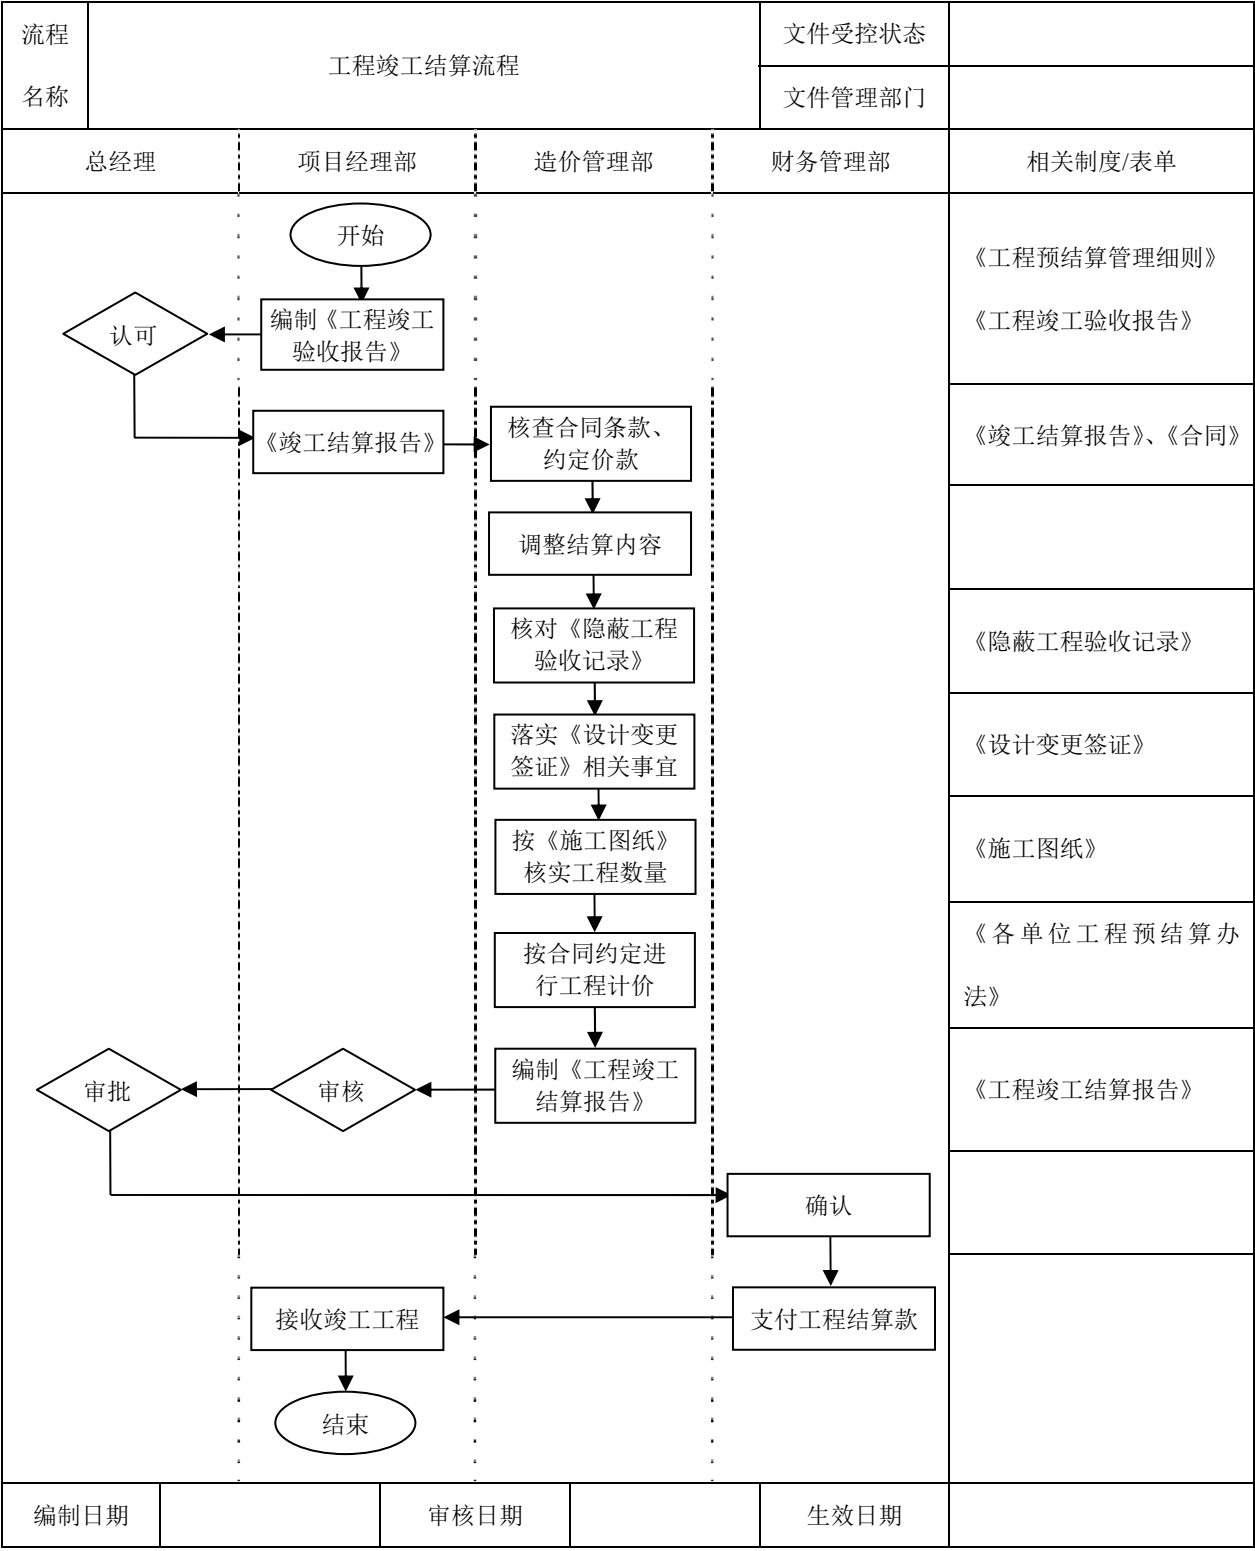 流程
名称
工程竣工结算流程
文件受控状态
文件管理部门
总经理
项目经理部
造价管理部
财务管理部
相关制度/表单
开始
《工程预结算管理细则》
《工程竣工验收报告》
认可
编制《工程竣工
验收报告》
《竣工结算报告》
核查合同条款、
约定价款
《竣工结算报告》、《合同》
调整结算内容
核对《隐蔽工程
验收记录》
《隐蔽工程验收记录》
落实《设计变更
签证》相关事宜
《设计变更签证》
按《施工图纸》
核实工程数量
《施工图纸》
按合同约定进
行工程计价
《各单位工程预结算办
法》
审批
审核
编制《工程竣工
结算报告》
《工程竣工结算报告》
确认
接收竣工工程
支付工程结算款
结束
编制日期
审核日期
生效日期